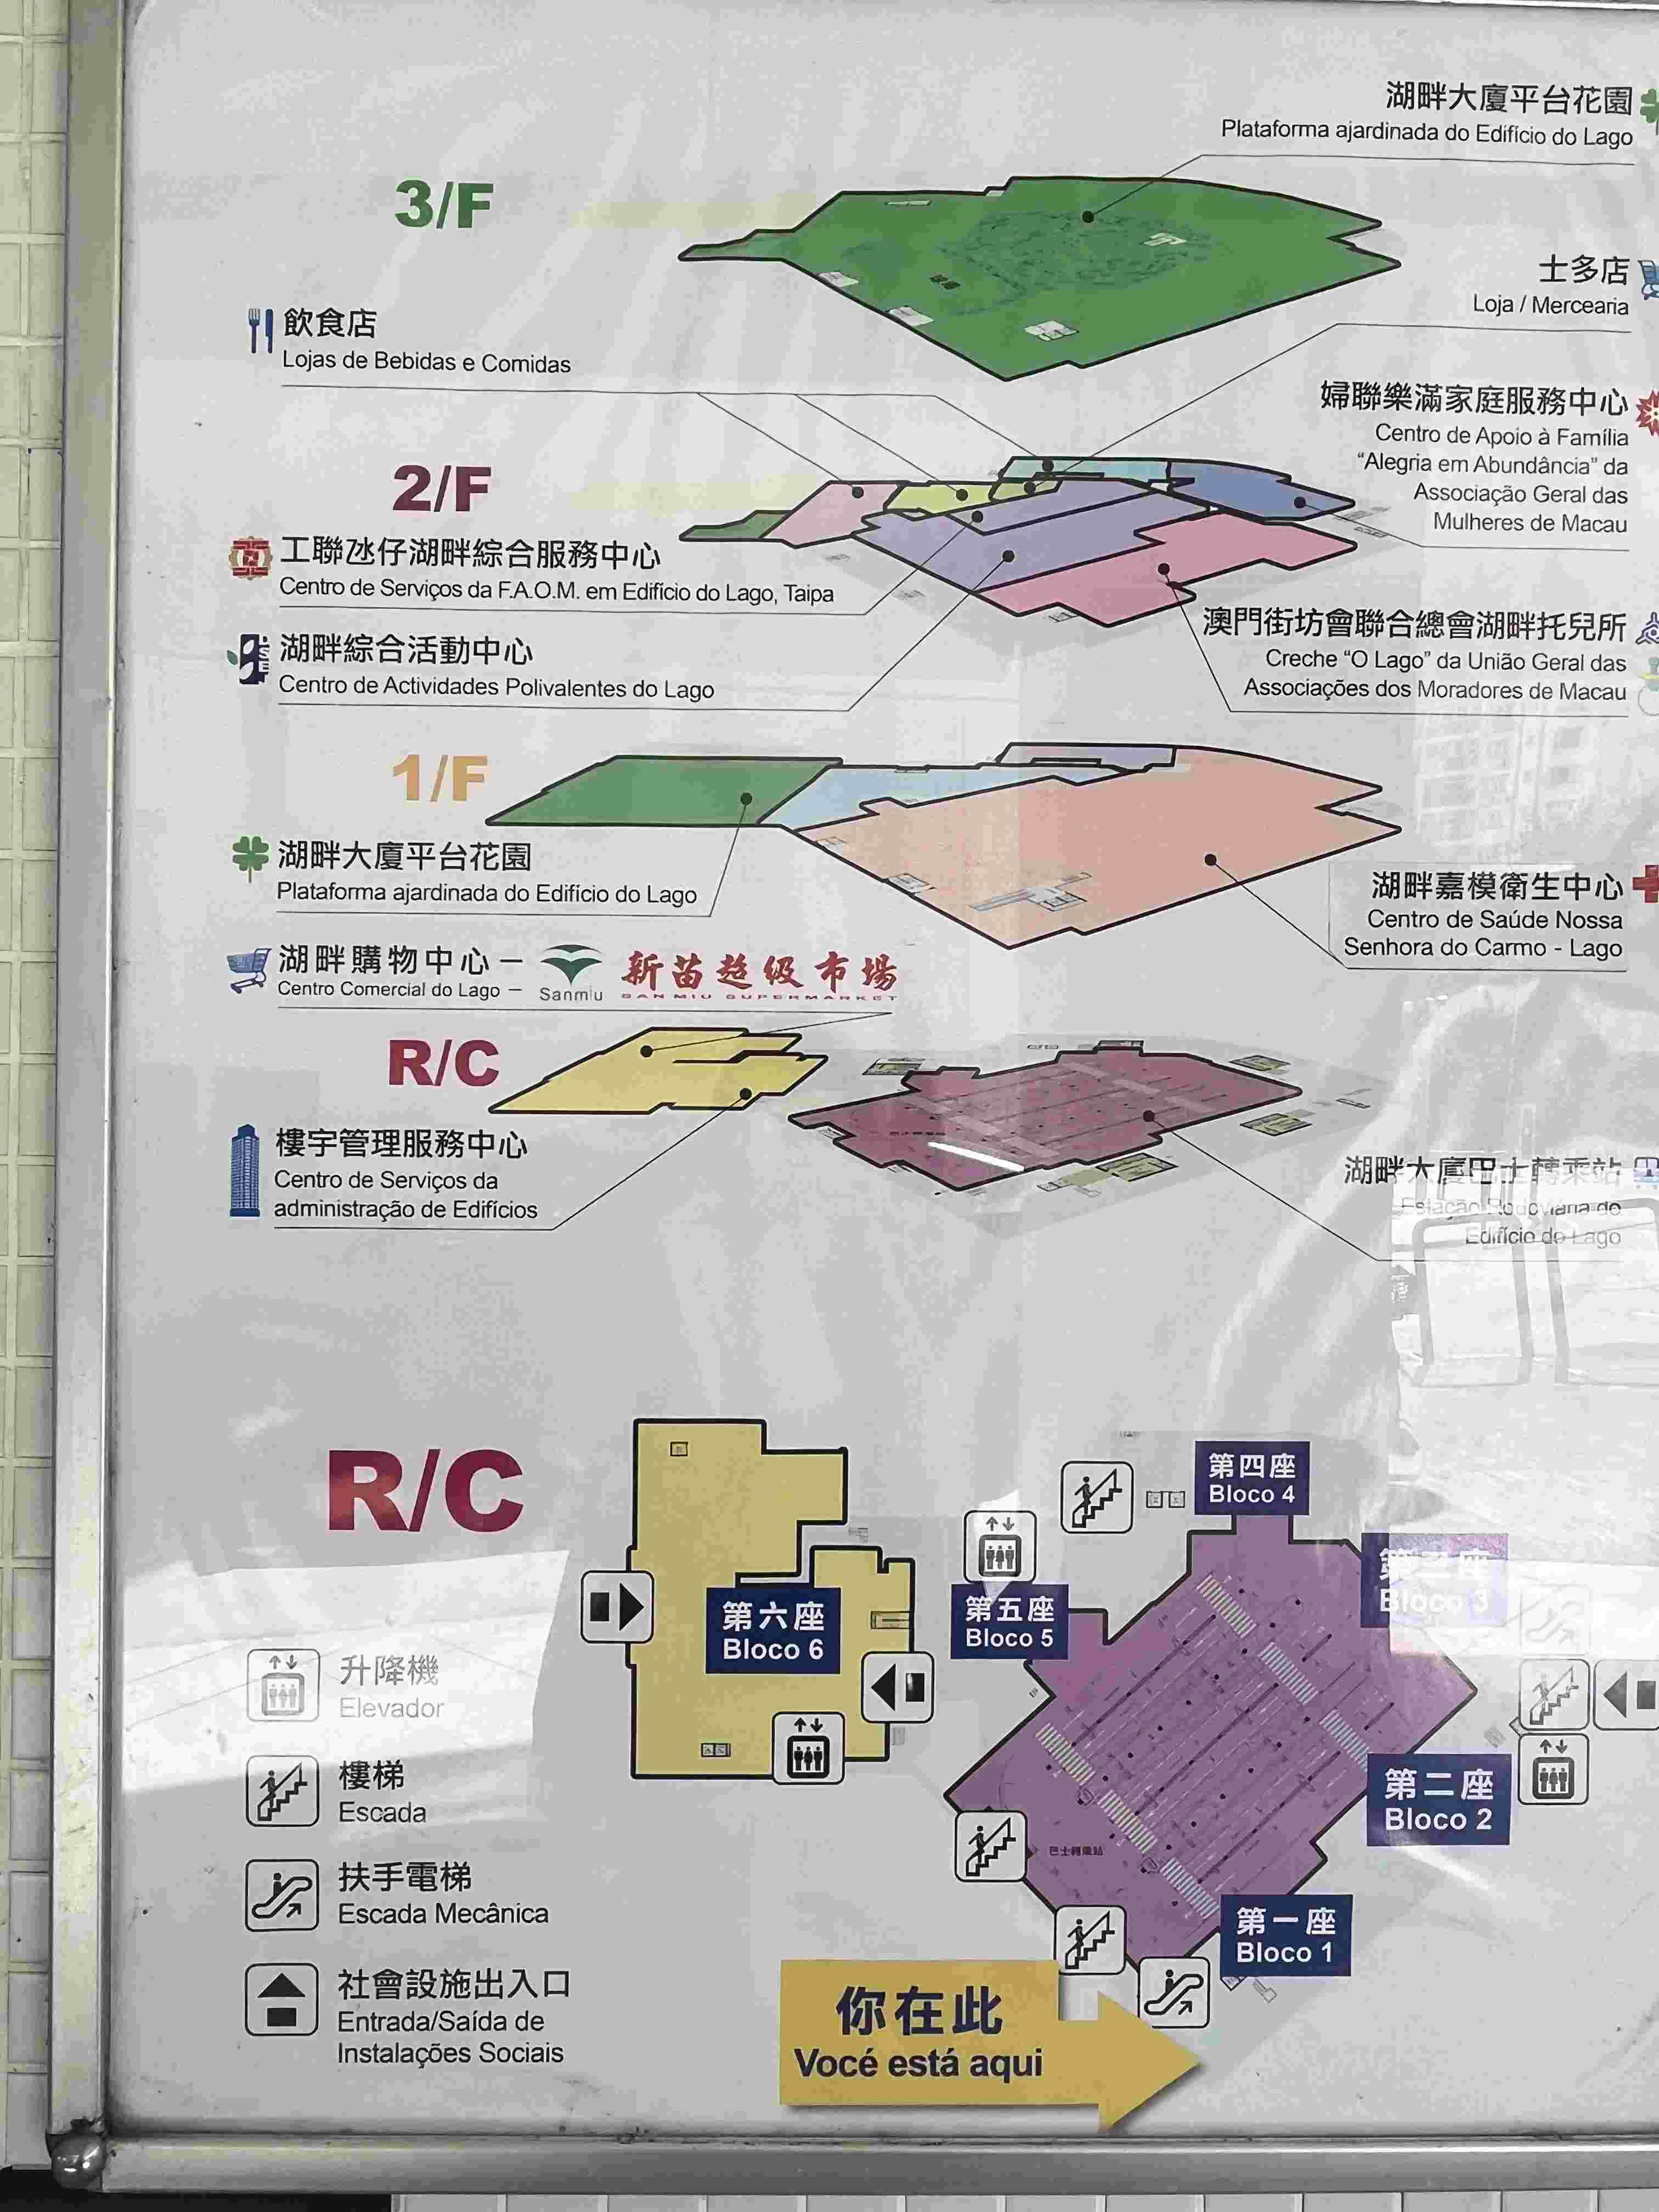 湖畔大廈平台花園
Plataforma ajardinada do Edifício do Lago
3/F
士多店
Loja / Mercearia
飲食店
Lojas de Bebidas e Comidas
婦聯樂滿家庭服務中心
Centro de Apoio à Família
“Alegria em Abundância” da
Associação Geral das
Mulheres de Macau
2/F
工聯氹仔湖畔綜合服務中心
Centro de Serviços da F.A.O.M. em Edifício do Lago, Taipa
湖畔綜合活動中心
Centro de Actividades Polivalentes do Lago
澳門街坊會聯合總會湖畔托兒所
Creche “O Lago” da União Geral das
Associações dos Moradores de Macau
1/F
湖畔大廈平台花園
Plataforma ajardinada do Edifício do Lago
湖畔嘉模衛生中心
Centro de Saúde Nossa
Senhora do Carmo - Lago
湖畔購物中心－ 新苗超级市場
Centro Comercial do Lago － Sanmiu SAN MIU SUPERMARKET
R/C
樓宇管理服務中心
Centro de Serviços da
administração de Edifícios
湖畔大廈巴士轉乘站
Estação Rodoviária do
Edifício do Lago
R/C
第四座
Bloco 4
第三座
Bloco 3
第六座
Bloco 6
第五座
Bloco 5
升降機
Elevador
樓梯
Escada
第二座
Bloco 2
巴士轉乘站
扶手電梯
Escada Mecânica
第一座
Bloco 1
社會設施出入口
Entrada/Saída de
Instalações Sociais
你在此
Vocé está aqui